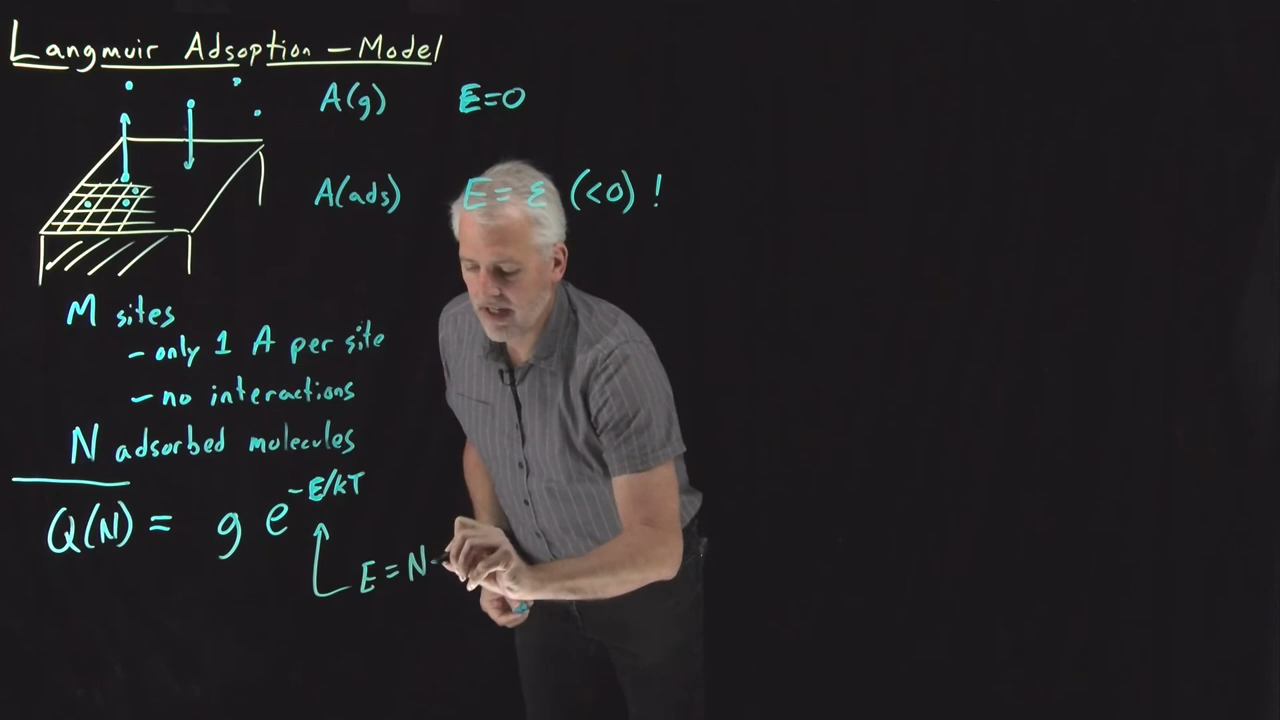 Langmuir Adsoption - Model
A(g) E=0
A(ads) E = ε (<0) !
M sites
- only 1 A per site
- no interactions
N adsorbed molecules
Q(N) = g e^-E/kT
E = N